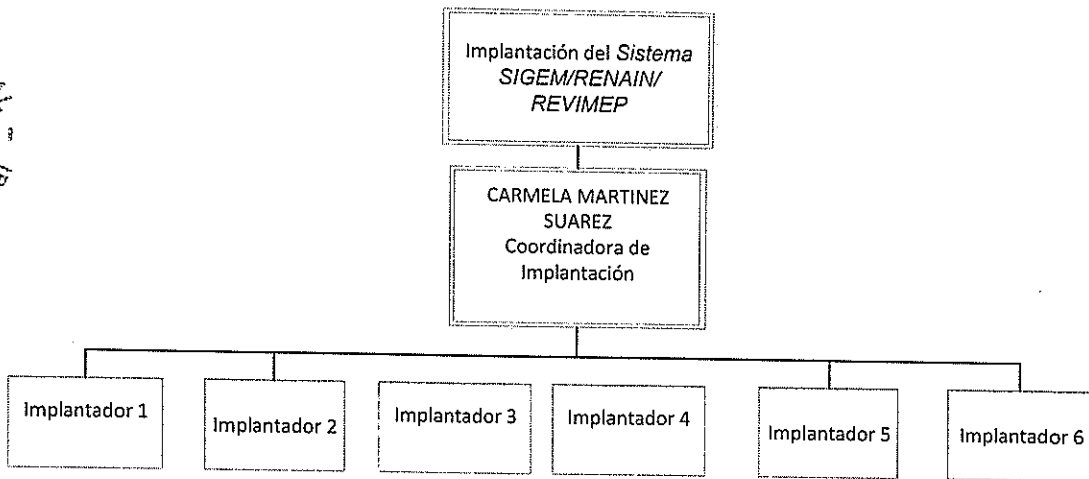 Implantación del Sistema
SIGEM/RENAIN/
REVIMEP
CARMELA MARTINEZ
SUAREZ
Coordinadora de
Implantación
Implantador 1
Implantador 2
Implantador 3
Implantador 4
Implantador 5
Implantador 6